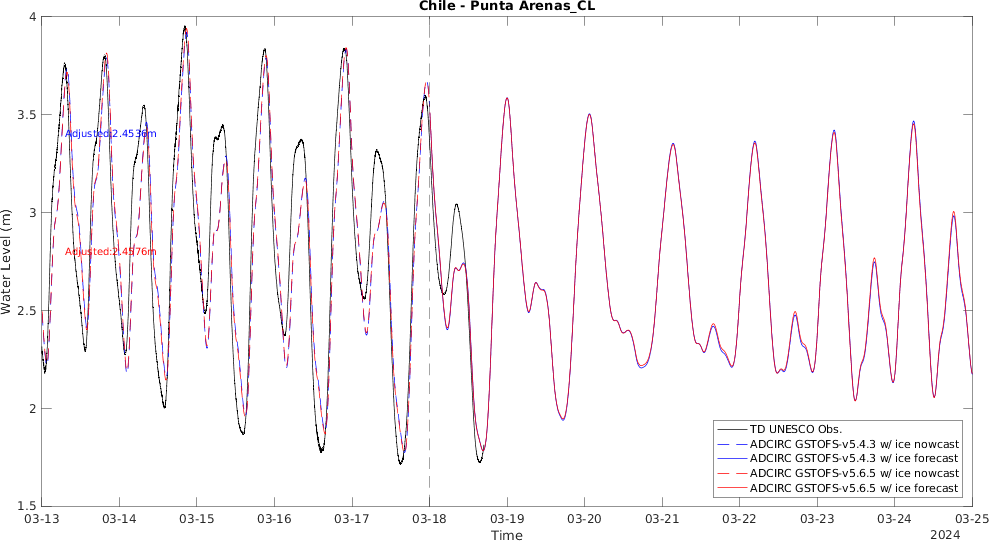 Chile - Punta Arenas_CL
4
3.5
3
2.5
2
1.5
Water Level (m)
Adjusted:2.4536m
Adjusted:2.4576m
TD UNESCO Obs.
ADCIRC GSTOFS-v5.4.3 w/ ice nowcast
ADCIRC GSTOFS-v5.4.3 w/ ice forecast
ADCIRC GSTOFS-v5.6.5 w/ ice nowcast
ADCIRC GSTOFS-v5.6.5 w/ ice forecast
03-13 03-14 03-15 03-16 03-17 03-18 03-19 03-20 03-21 03-22 03-23 03-24 03-25
Time
2024